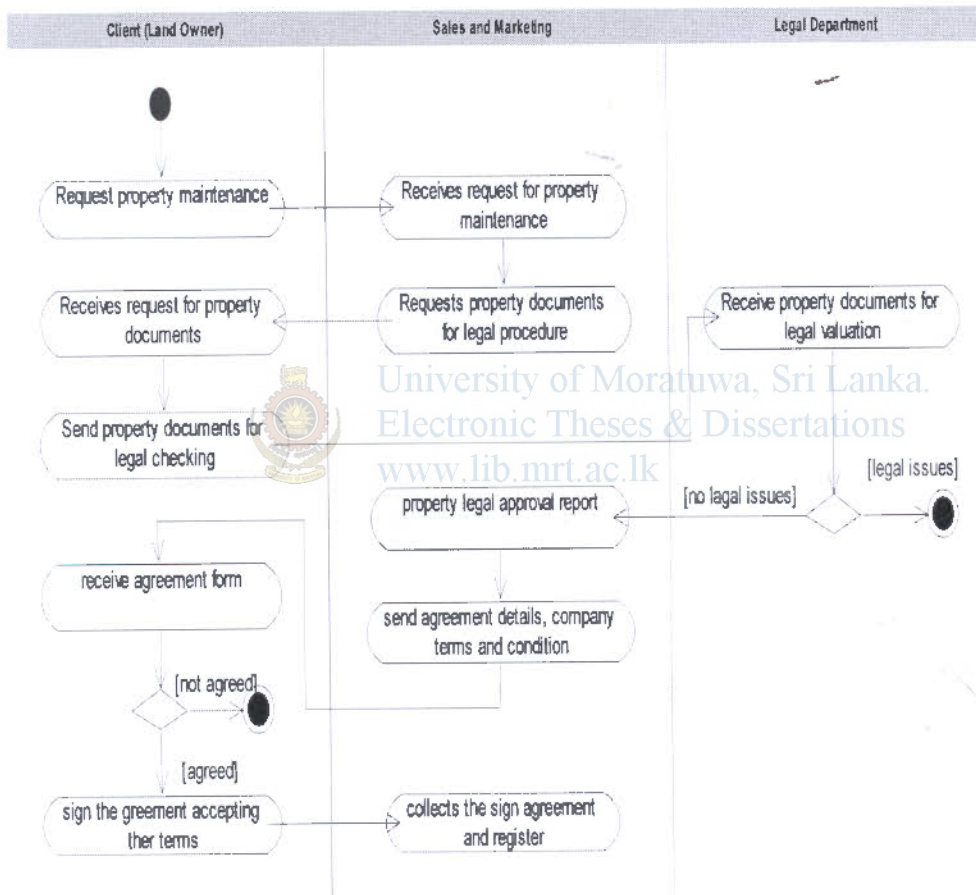 Client (Land Owner)
Sales and Marketing
Legal Department
Request property maintenance
Receives request for property
maintenance
Receives request for property
documents
Requests property documents
for legal procedure
Receive property documents for
legal valuation
University of Moratuwa, Sri Lanka.
Electronic Theses & Dissertations
www.lib.mrt.ac.lk
Send property documents for
legal checking
[legal issues]
[no lagal issues]
property legal approval report
receive agreement form
send agreement details, company
terms and condition
[not agreed]
[agreed]
sign the greement accepting
ther terms
collects the sign agreement
and register